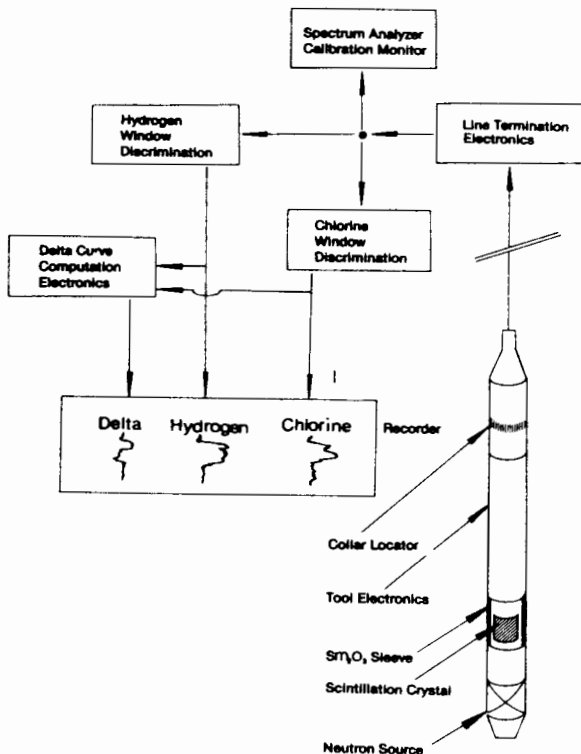 Spectrum Analyzer
Calibration Monitor
Hydrogen
Window
Discrimination
Line Termination
Electronics
Chlorine
Window
Discrimination
Delta Curve
Computation
Electronics
Delta
Hydrogen
Chlorine
Recorder
Collar Locator
Tool Electronics
Sm₂O₃ Sleeve
Scintillation Crystal
Neutron Source